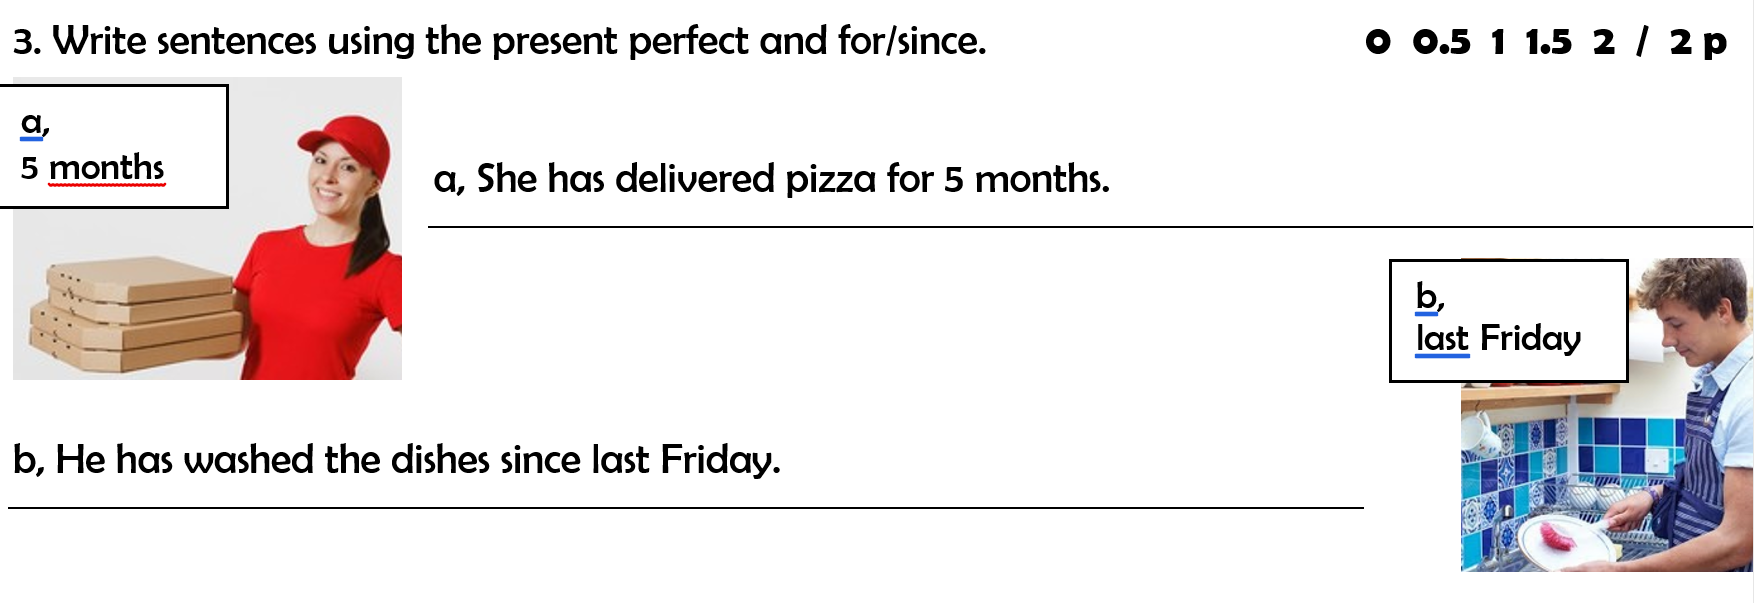 3. Write sentences using the present perfect and for/since.
0 0.5 1 1.5 2 / 2 p
a,
5 months
a, She has delivered pizza for 5 months.
b,
last Friday
b, He has washed the dishes since last Friday.